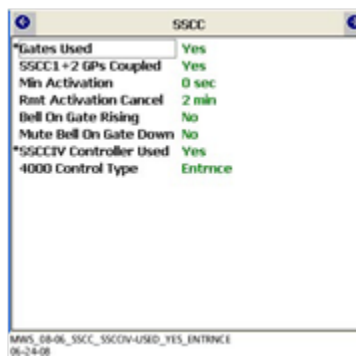 SSCC
*Gates Used Yes
SSCC1+2 GPs Coupled Yes
Min Activation 0 sec
Rmt Activation Cancel 2 min
Bell On Gate Rising No
Mute Bell On Gate Down No
*SSCCIV Controller Used Yes
4000 Control Type Entrnce
MWS_08-06_SSCC_SSCCIV-USED_YES_ENTRNCE
06-24-08